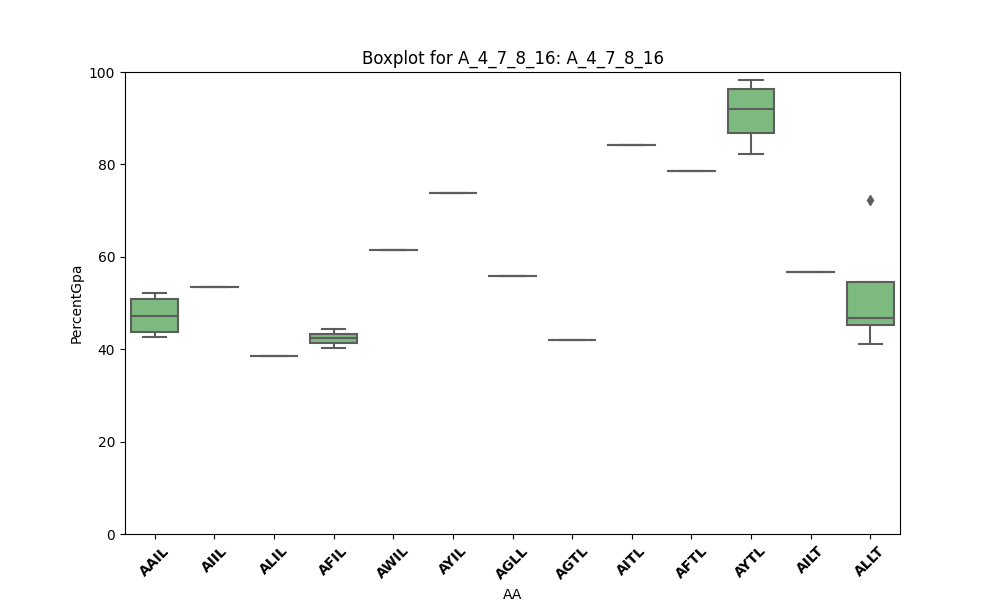 Boxplot for A_4_7_8_16: A_4_7_8_16
PercentGpa
100
80
60
40
20
0
AAIL AIIL ALIL AFIL AWIL AYIL AGLL AGTL AITL AFTL AYTL AILT ALLT
AA